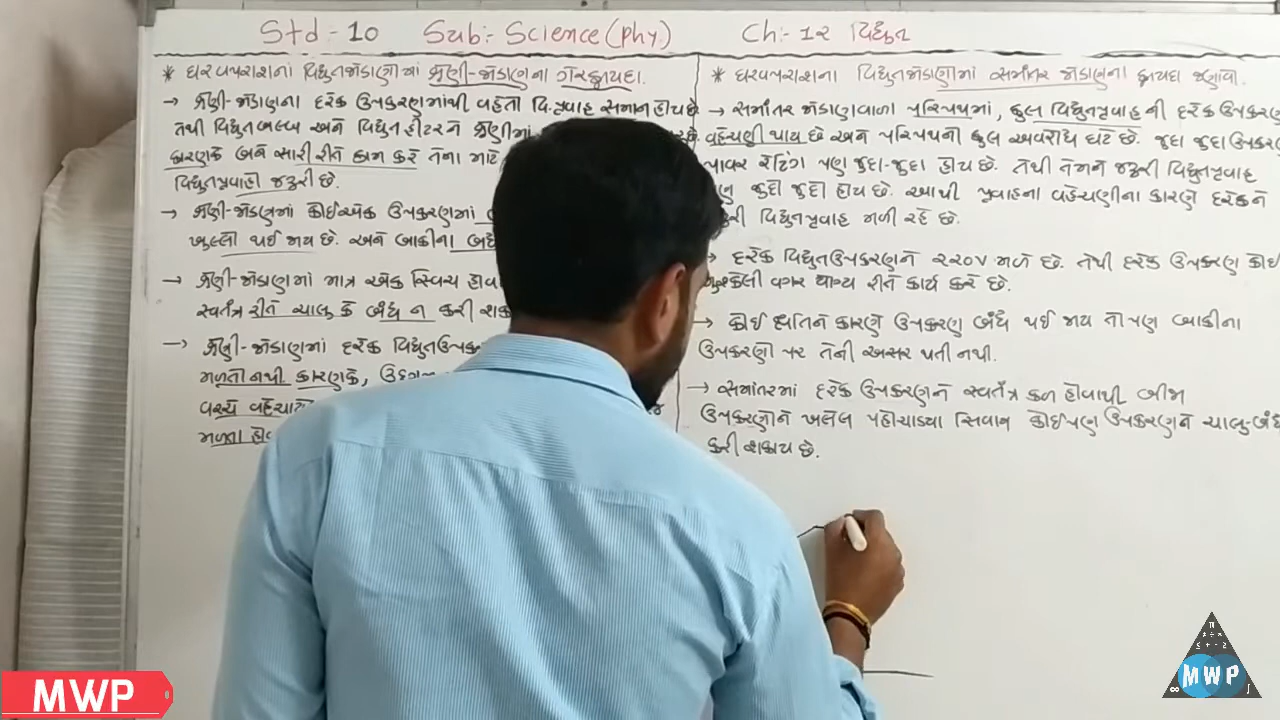 Std - 10 Sub:- Science (phy.) Ch:- 12 વિદ્યુત
* ઘરવપરાશના વિદ્યુતજોડાણોમાં શ્રેણી-જોડાણના ગેરફાયદા.
→ શ્રેણી-જોડાણના દરેક ઉપકરણમાંથી વહેતો વિ.પ્રવાહ સમાન હોય છે
તેથી વિદ્યુતબલ્બ અને વિદ્યુત હીટરને શ્રેણીમાં
કારણકે બંને સારી રીતે કામ કરે તેના માટે
વિદ્યુતપ્રવાહો જરૂરી છે.
→ શ્રેણી-જોડાણમાં કોઈએક ઉપકરણમાં
ખુલ્લો થઈ જાય છે. અને બાકીના બધા
→ શ્રેણી-જોડાણમાં માત્ર એક સ્વિચ હોવા
સ્વતંત્ર રીતે ચાલુ કે બંધ ન કરી શકા
→ શ્રેણી-જોડાણમાં દરેક વિદ્યુતઉપક
મળતો નથી કારણકે,
વચ્ચે વહેંચાતો
મળતા હો
* ઘરવપરાશના વિદ્યુતજોડાણોમાં સમાંતર જોડાણના ફાયદા જણાવો.
→ સમાંતર જોડાણવાળા પરિપથમાં, કુલ વિદ્યુતપ્રવાહની દરેક ઉપકરણ
વહેંચણી થાય છે અને પરિપથનો કુલ અવરોધ ઘટે છે. જુદા જુદા ઉપકરણ
પાવર રેટિંગ પણ જુદા-જુદા હોય છે. તેથી તેમને જરૂરી વિદ્યુતપ્રવાહ
જુદો જુદો હોય છે. આથી પ્રવાહના વહેંચણીના કારણે દરેકને
વિદ્યુતપ્રવાહ મળી રહે છે.
→ દરેક વિદ્યુતઉપકરણને 220V મળે છે. તેથી દરેક ઉપકરણ કોઈ
મુશ્કેલી વગર યોગ્ય રીતે કાર્ય કરે છે.
→ કોઈ ક્ષતિને કારણે ઉપકરણ બંધ થઈ જાય તો પણ બાકીના
ઉપકરણો પર તેની અસર થતી નથી.
→ સમાંતરમાં દરેક ઉપકરણને સ્વતંત્ર કળ હોવાથી બીજા
ઉપકરણોને ખલેલ પહોચાડ્યા સિવાય કોઈપણ ઉપકરણને ચાલુ-બંધ
કરી શકાય છે.
MWP
MWP